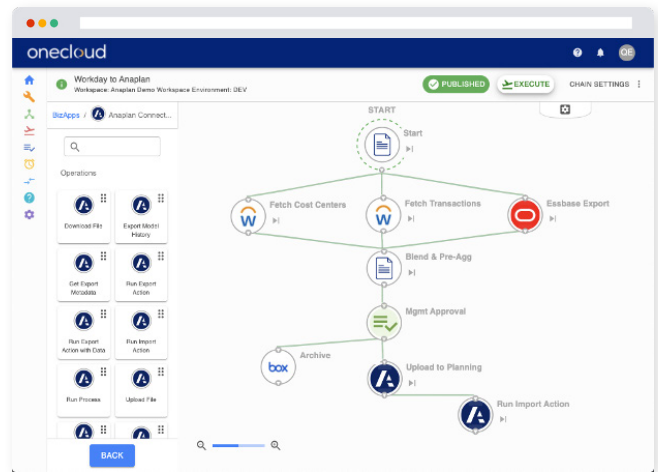 onecloud
OE
Workday to Anaplan
Workspace: Anaplan Demo Workspace Environment: DEV
PUBLISHED
EXECUTE
CHAIN SETTINGS
BizApps / Anaplan Connect...
Operations
Download File
Export Model
History
Get Export
Metadata
Run Export
Action
Run Export
Action with Data
Run Import
Action
Run Process
Upload File
BACK
START
Start
Fetch Cost Centers
Fetch Transactions
Essbase Export
Blend & Pre-Agg
Mgmt Approval
Archive
box
Upload to Planning
Run Import Action